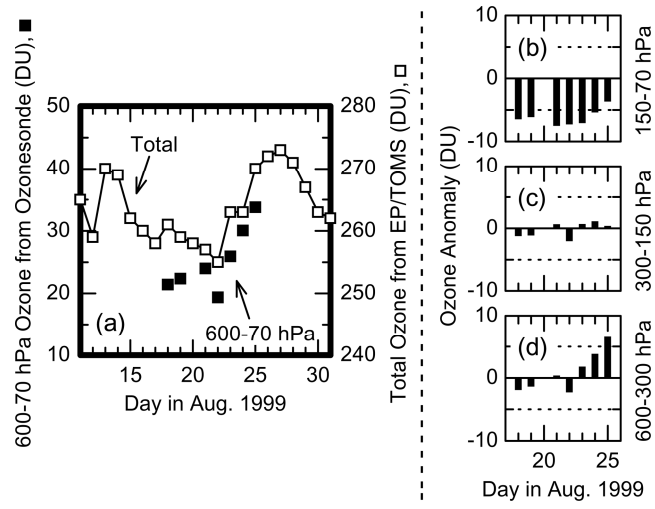 600-70 hPa Ozone from Ozonesonde (DU), ■
50
40
30
20
10
Total
(a)
600-70 hPa
15 20 25 30
Day in Aug. 1999
280
270
260
250
240
Total Ozone from EP/TOMS (DU), □
Ozone Anomaly (DU)
10
0
-10
(b)
150-70 hPa
10
0
-10
(c)
300-150 hPa
10
0
-10
(d)
600-300 hPa
20 25
Day in Aug. 1999